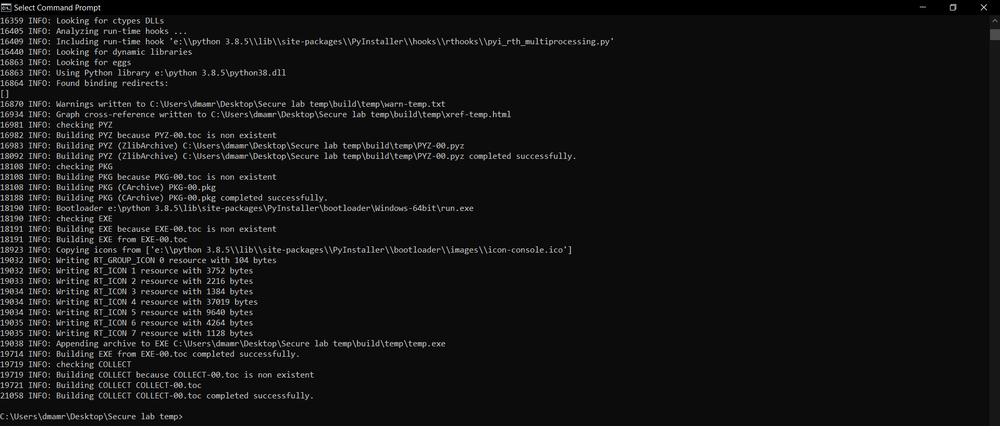 Select Command Prompt
16359 INFO: Looking for ctypes DLLs
16405 INFO: Analyzing run-time hooks ...
16409 INFO: Including run-time hook 'e:\\python 3.8.5\\lib\\site-packages\\PyInstaller\\hooks\\rthooks\\pyi_rth_multiprocessing.py'
16440 INFO: Looking for dynamic libraries
16863 INFO: Looking for eggs
16863 INFO: Using Python library e:\python 3.8.5\python38.dll
16864 INFO: Found binding redirects:
[]
16870 INFO: Warnings written to C:\Users\dmamr\Desktop\Secure lab temp\build\temp\warn-temp.txt
16934 INFO: Graph cross-reference written to C:\Users\dmamr\Desktop\Secure lab temp\build\temp\xref-temp.html
16981 INFO: checking PYZ
16982 INFO: Building PYZ because PYZ-00.toc is non existent
16983 INFO: Building PYZ (ZlibArchive) C:\Users\dmamr\Desktop\Secure lab temp\build\temp\PYZ-00.pyz
18092 INFO: Building PYZ (ZlibArchive) C:\Users\dmamr\Desktop\Secure lab temp\build\temp\PYZ-00.pyz completed successfully.
18108 INFO: checking PKG
18108 INFO: Building PKG because PKG-00.toc is non existent
18108 INFO: Building PKG (CArchive) PKG-00.pkg
18188 INFO: Building PKG (CArchive) PKG-00.pkg completed successfully.
18190 INFO: Bootloader e:\python 3.8.5\lib\site-packages\PyInstaller\bootloader\Windows-64bit\run.exe
18190 INFO: checking EXE
18191 INFO: Building EXE because EXE-00.toc is non existent
18191 INFO: Building EXE from EXE-00.toc
18923 INFO: Copying icons from ['e:\\python 3.8.5\\lib\\site-packages\\PyInstaller\\bootloader\\images\\icon-console.ico']
19032 INFO: Writing RT_GROUP_ICON 0 resource with 104 bytes
19032 INFO: Writing RT_ICON 1 resource with 3752 bytes
19033 INFO: Writing RT_ICON 2 resource with 2216 bytes
19034 INFO: Writing RT_ICON 3 resource with 1384 bytes
19034 INFO: Writing RT_ICON 4 resource with 37019 bytes
19034 INFO: Writing RT_ICON 5 resource with 9640 bytes
19035 INFO: Writing RT_ICON 6 resource with 4264 bytes
19035 INFO: Writing RT_ICON 7 resource with 1128 bytes
19038 INFO: Appending archive to EXE C:\Users\dmamr\Desktop\Secure lab temp\build\temp\temp.exe
19714 INFO: Building EXE from EXE-00.toc completed successfully.
19719 INFO: checking COLLECT
19719 INFO: Building COLLECT because COLLECT-00.toc is non existent
19721 INFO: Building COLLECT COLLECT-00.toc
21058 INFO: Building COLLECT COLLECT-00.toc completed successfully.
C:\Users\dmamr\Desktop\Secure lab temp>